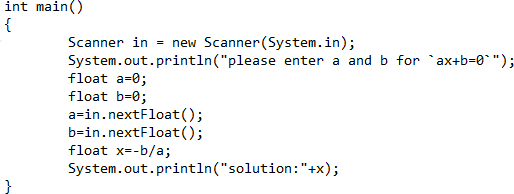 int main()
{
        Scanner in = new Scanner(System.in);
        System.out.println("please enter a and b for `ax+b=0`");
        float a=0;
        float b=0;
        a=in.nextFloat();
        b=in.nextFloat();
        float x=-b/a;
        System.out.println("solution:"+x);
}